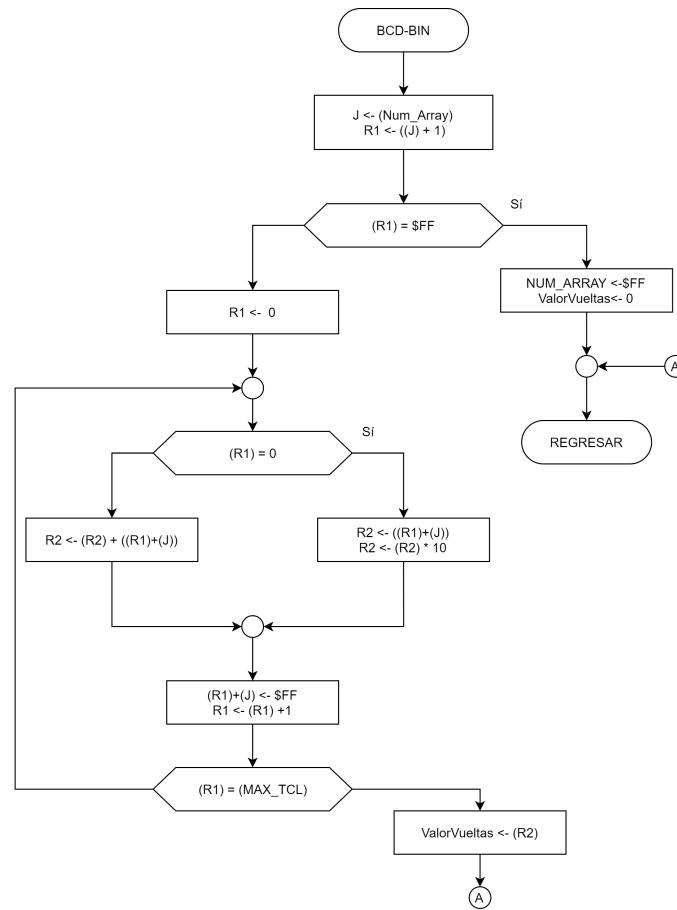 BCD-BIN
J <- (Num_Array)
R1 <- ((J) + 1)
Sí
(R1) = $FF
NUM_ARRAY <-$FF
ValorVueltas<- 0
R1 <- 0
A
REGRESAR
Sí
(R1) = 0
R2 <- (R2) + ((R1)+(J))
R2 <- ((R1)+(J))
R2 <- (R2) * 10
(R1)+(J) <- $FF
R1 <- (R1) +1
(R1) = (MAX_TCL)
ValorVueltas <- (R2)
A